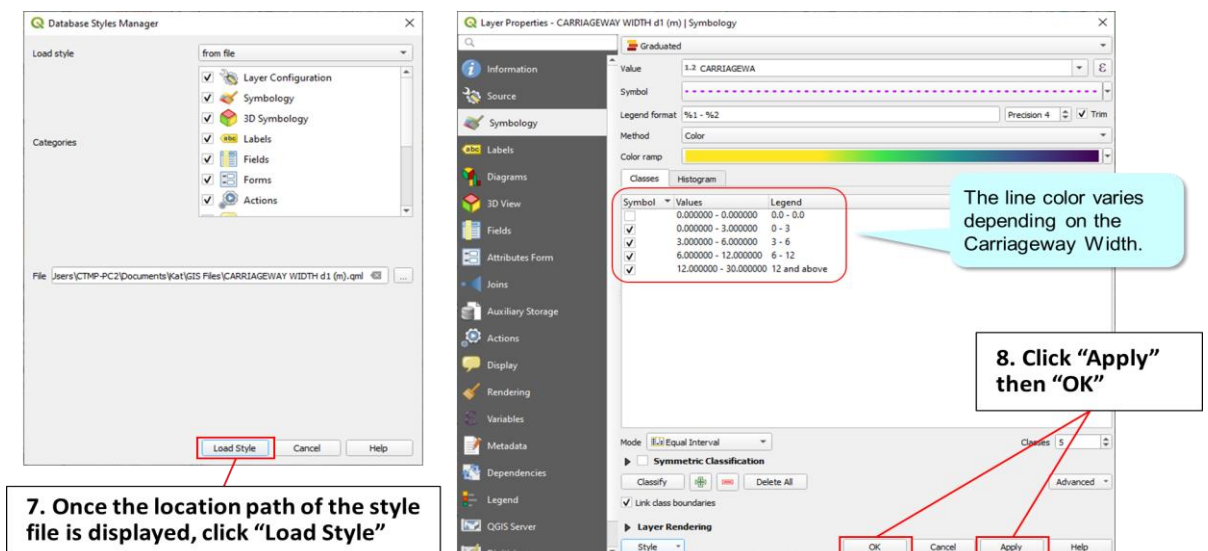 Database Styles Manager
Load style
from file
Layer Configuration
Symbology
3D Symbology
Categories
abc Labels
Fields
Forms
Actions
File Jsers\CTMP-PC2\Documents\Kat\GIS Files\CARRIAGEWAY WIDTH d1 (m).qml ...
Load Style Cancel Help
7. Once the location path of the style
file is displayed, click “Load Style”
Layer Properties - CARRIAGEWAY WIDTH d1 (m) | Symbology
Information
Source
Symbology
abc Labels
Diagrams
3D View
Fields
Attributes Form
Joins
Auxiliary Storage
Actions
Display
Rendering
Variables
Metadata
Dependencies
Legend
QGIS Server
Graduated
Value 1.2 CARRIAGEWA ε
Symbol
Legend format %1 - %2 Precision 4 Trim
Method Color
Color ramp
Classes Histogram
Symbol Values Legend
0.000000 - 0.000000 0.0 - 0.0
0.000000 - 3.000000 0 - 3
3.000000 - 6.000000 3 - 6
6.000000 - 12.000000 6 - 12
12.000000 - 30.000000 12 and above
The line color varies
depending on the
Carriageway Width.
8. Click “Apply”
then “OK”
Mode Equal Interval Classes 5
Symmetric Classification
Classify Delete All Advanced
Link class boundaries
Layer Rendering
Style OK Cancel Apply Help